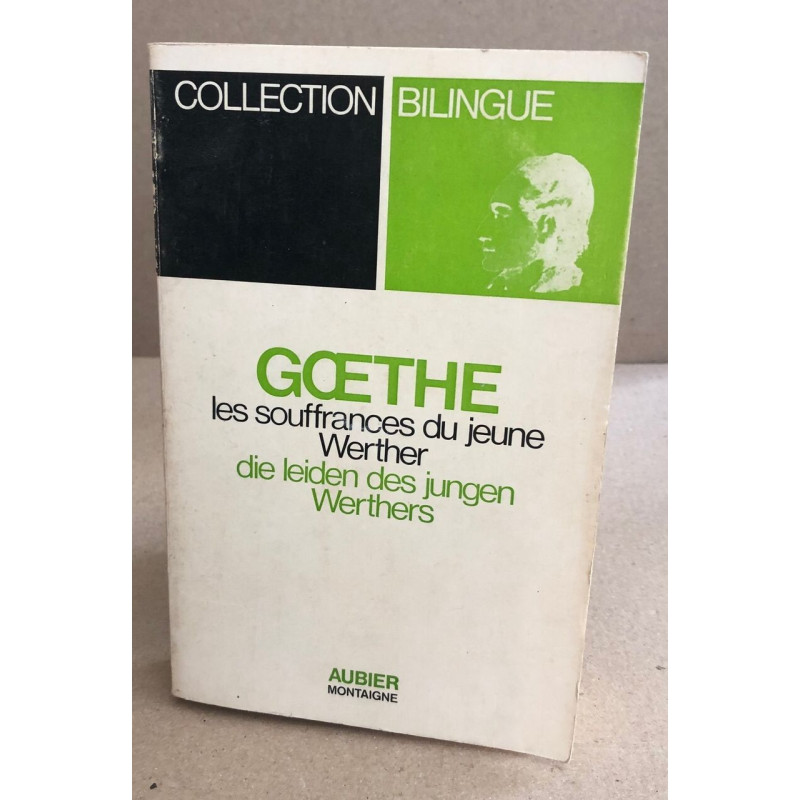 COLLECTION BILINGUE
GŒTHE
les souffrances du jeune
Werther
die leiden des jungen
Werthers
AUBIER
MONTAIGNE